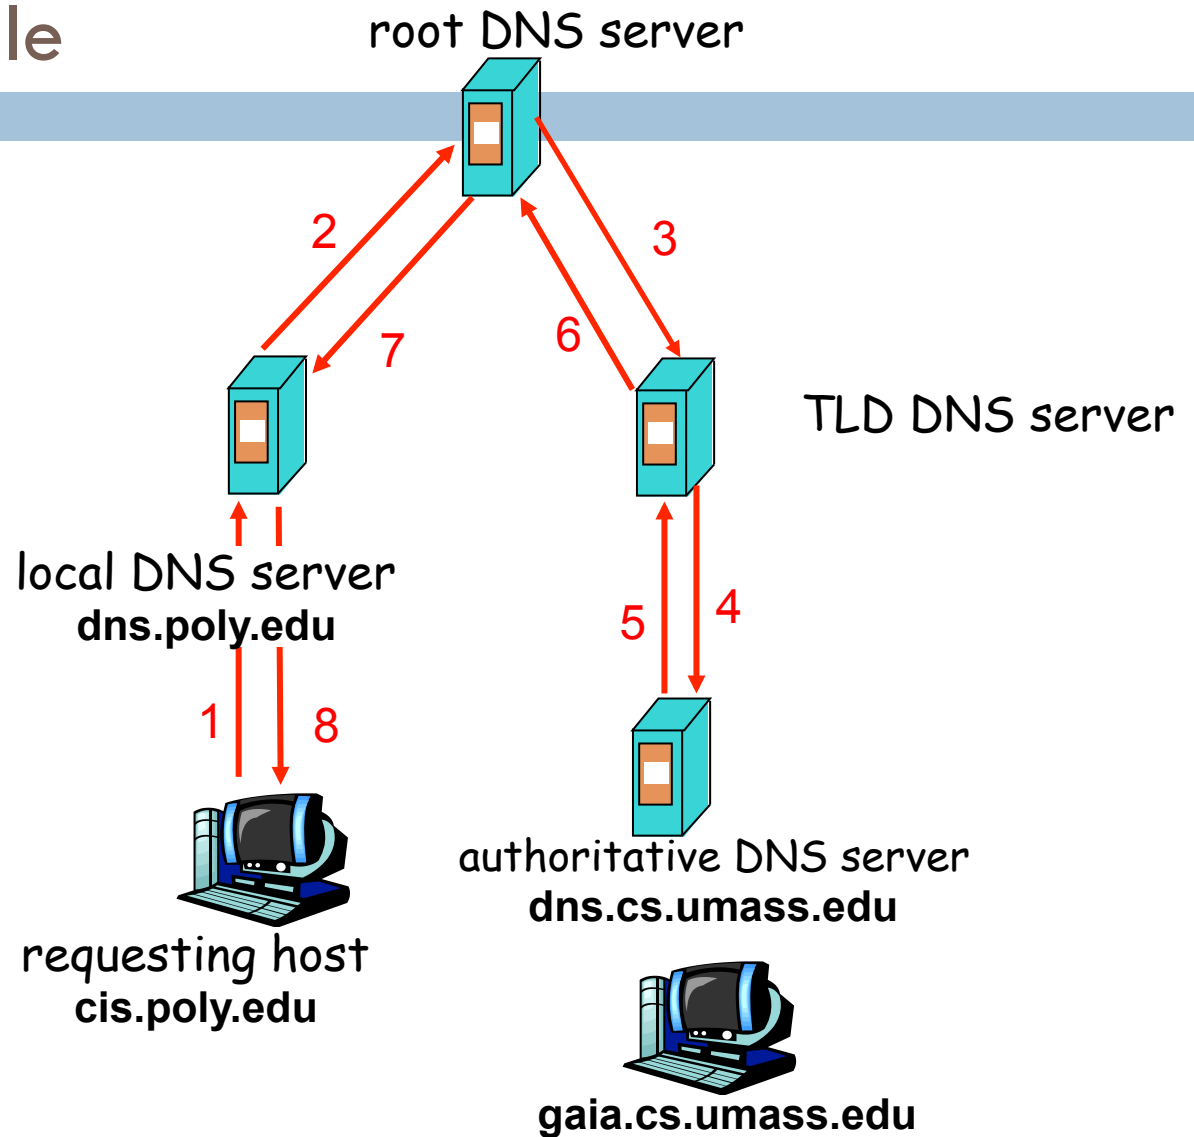 le
root DNS server
2
3
7
6
TLD DNS server
local DNS server
dns.poly.edu
5
4
1
8
authoritative DNS server
dns.cs.umass.edu
requesting host
cis.poly.edu
gaia.cs.umass.edu